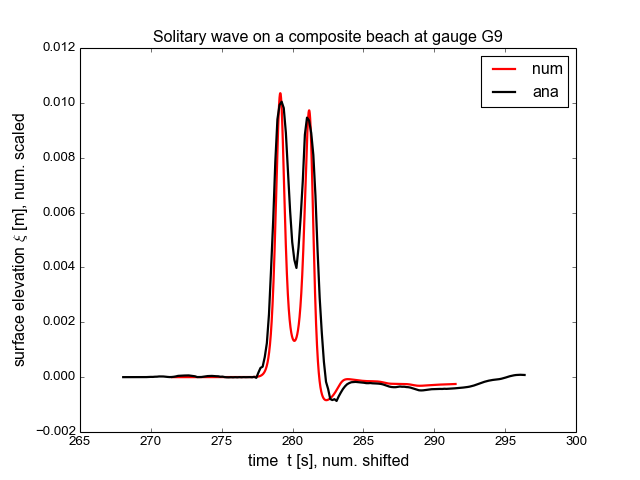 Solitary wave on a composite beach at gauge G9
0.012
0.010
0.008
0.006
0.004
0.002
0.000
−0.002
surface elevation ξ [m], num. scaled
num
ana
265 270 275 280 285 290 295 300
time t [s], num. shifted